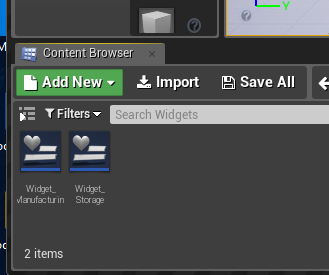 Y
Content Browser
Add New Import Save All
Filters Search Widgets
Widget_
Manufacturin
Widget_
Storage
2 items